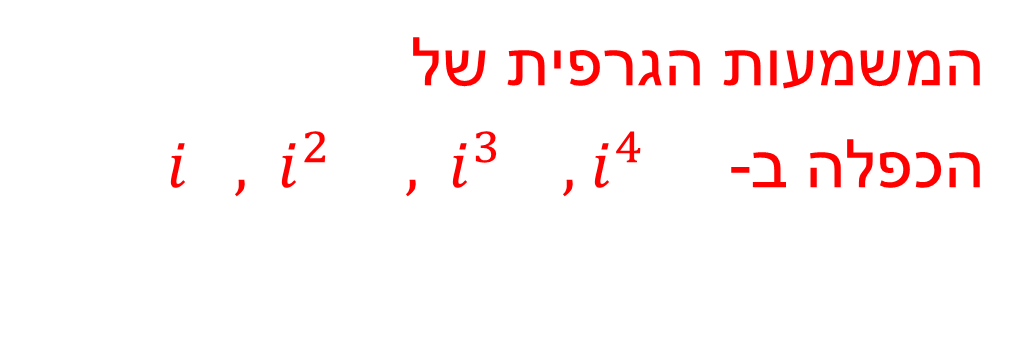 המשמעות הגרפית של
הכפלה ב- i⁴ , i³ , i² , i